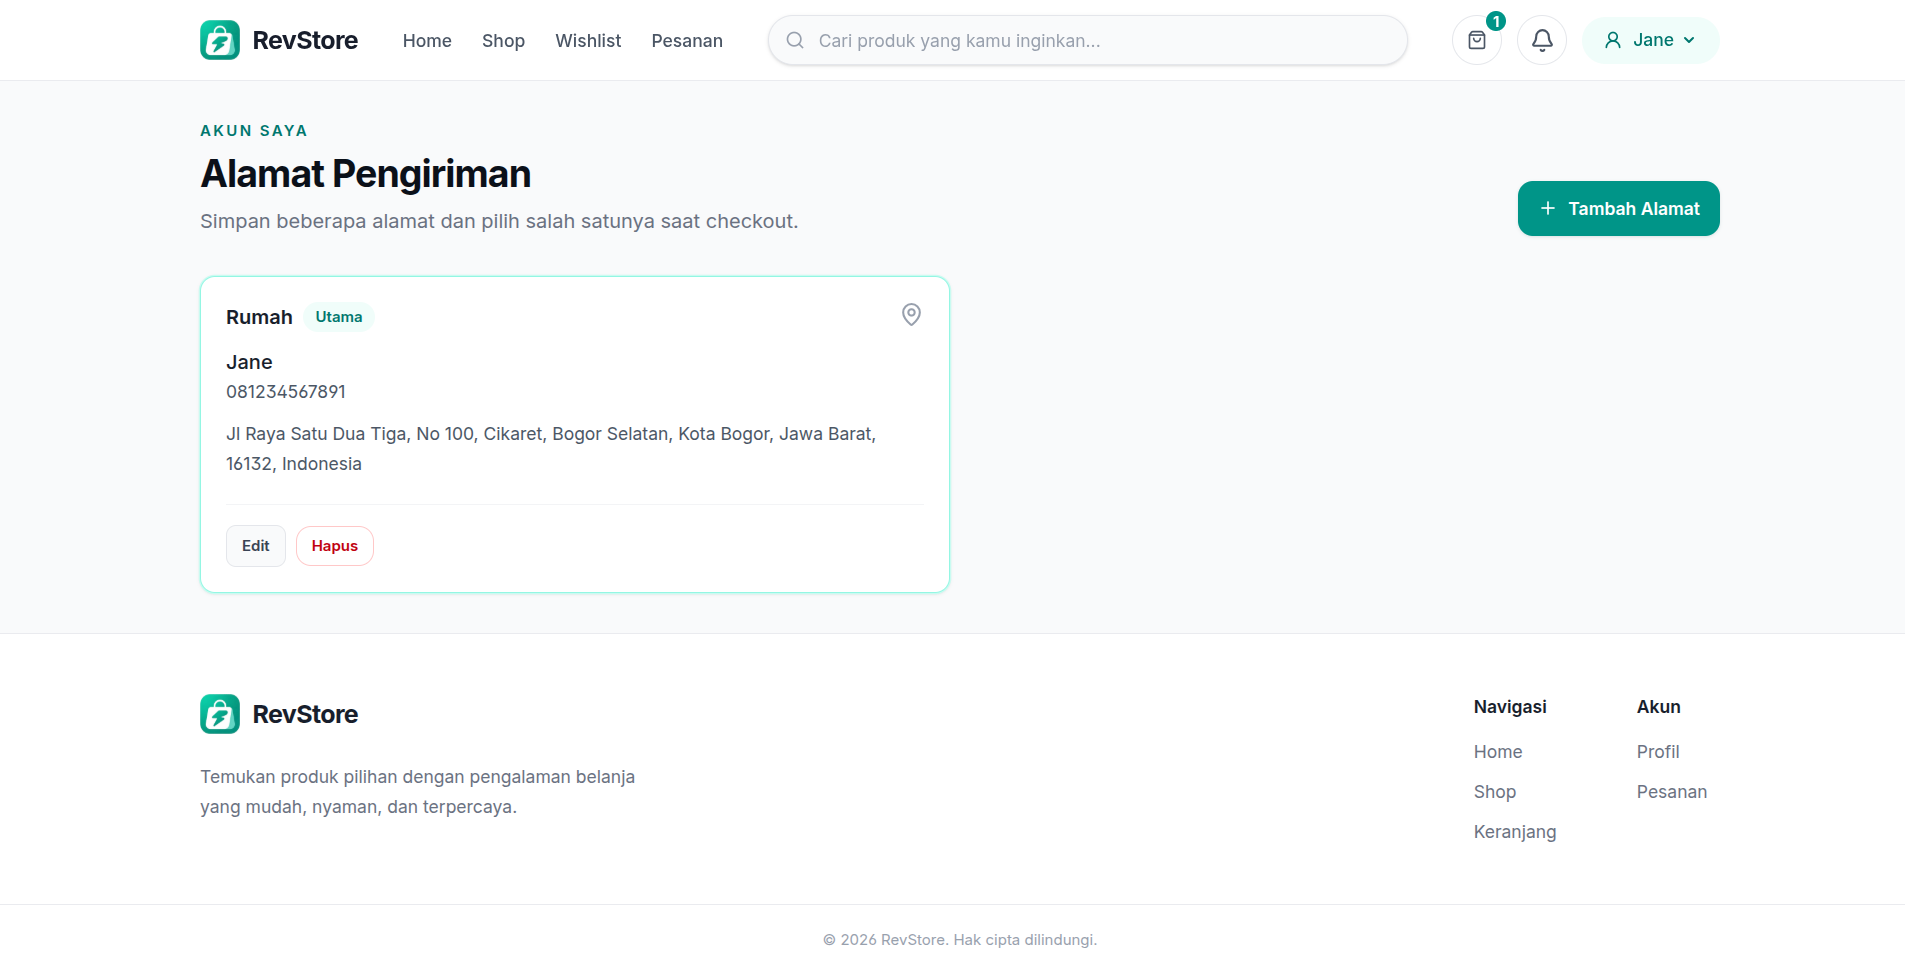 RevStore
Home
Shop
Wishlist
Pesanan
Cari produk yang kamu inginkan...
1
Jane
AKUN SAYA
Alamat Pengiriman
Simpan beberapa alamat dan pilih salah satunya saat checkout.
Tambah Alamat
Rumah
Utama
Jane
081234567891
Jl Raya Satu Dua Tiga, No 100, Cikaret, Bogor Selatan, Kota Bogor, Jawa Barat,
16132, Indonesia
Edit
Hapus
RevStore
Temukan produk pilihan dengan pengalaman belanja
yang mudah, nyaman, dan terpercaya.
Navigasi
Home
Shop
Keranjang
Akun
Profil
Pesanan
© 2026 RevStore. Hak cipta dilindungi.